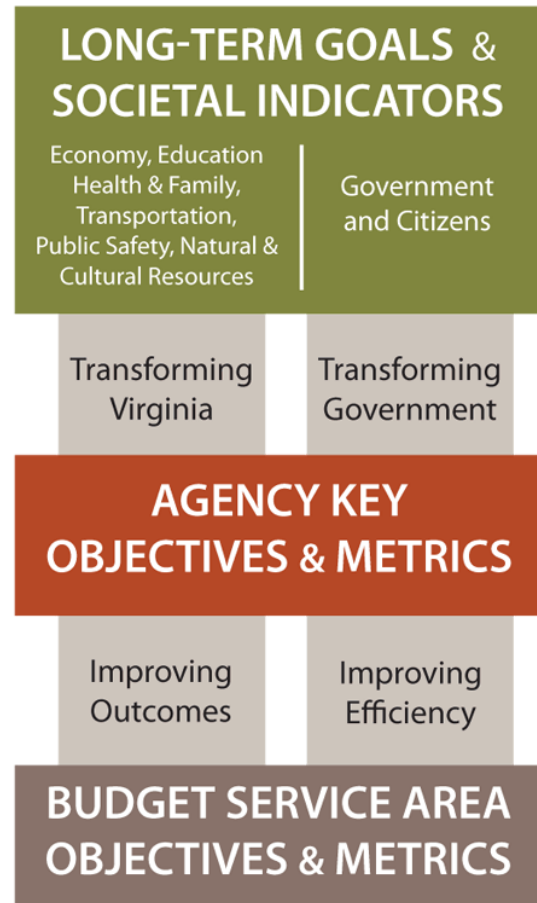 LONG-TERM GOALS &
SOCIETAL INDICATORS
Economy, Education
Health & Family,
Transportation,
Public Safety, Natural &
Cultural Resources
Government
and Citizens
Transforming
Virginia
Transforming
Government
AGENCY KEY
OBJECTIVES & METRICS
Improving
Outcomes
Improving
Efficiency
BUDGET SERVICE AREA
OBJECTIVES & METRICS